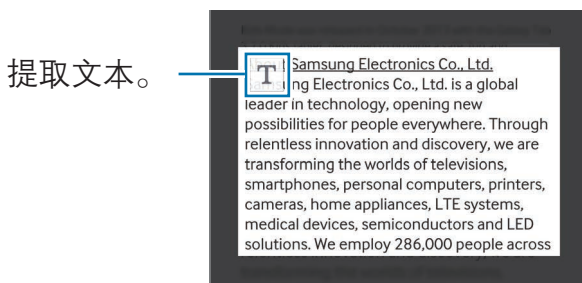 提取文本。
T
Samsung Electronics Co., Ltd.
ng Electronics Co., Ltd. is a global
leader in technology, opening new
possibilities for people everywhere. Through
relentless innovation and discovery, we are
transforming the worlds of televisions,
smartphones, personal computers, printers,
cameras, home appliances, LTE systems,
medical devices, semiconductors and LED
solutions. We employ 286,000 people across